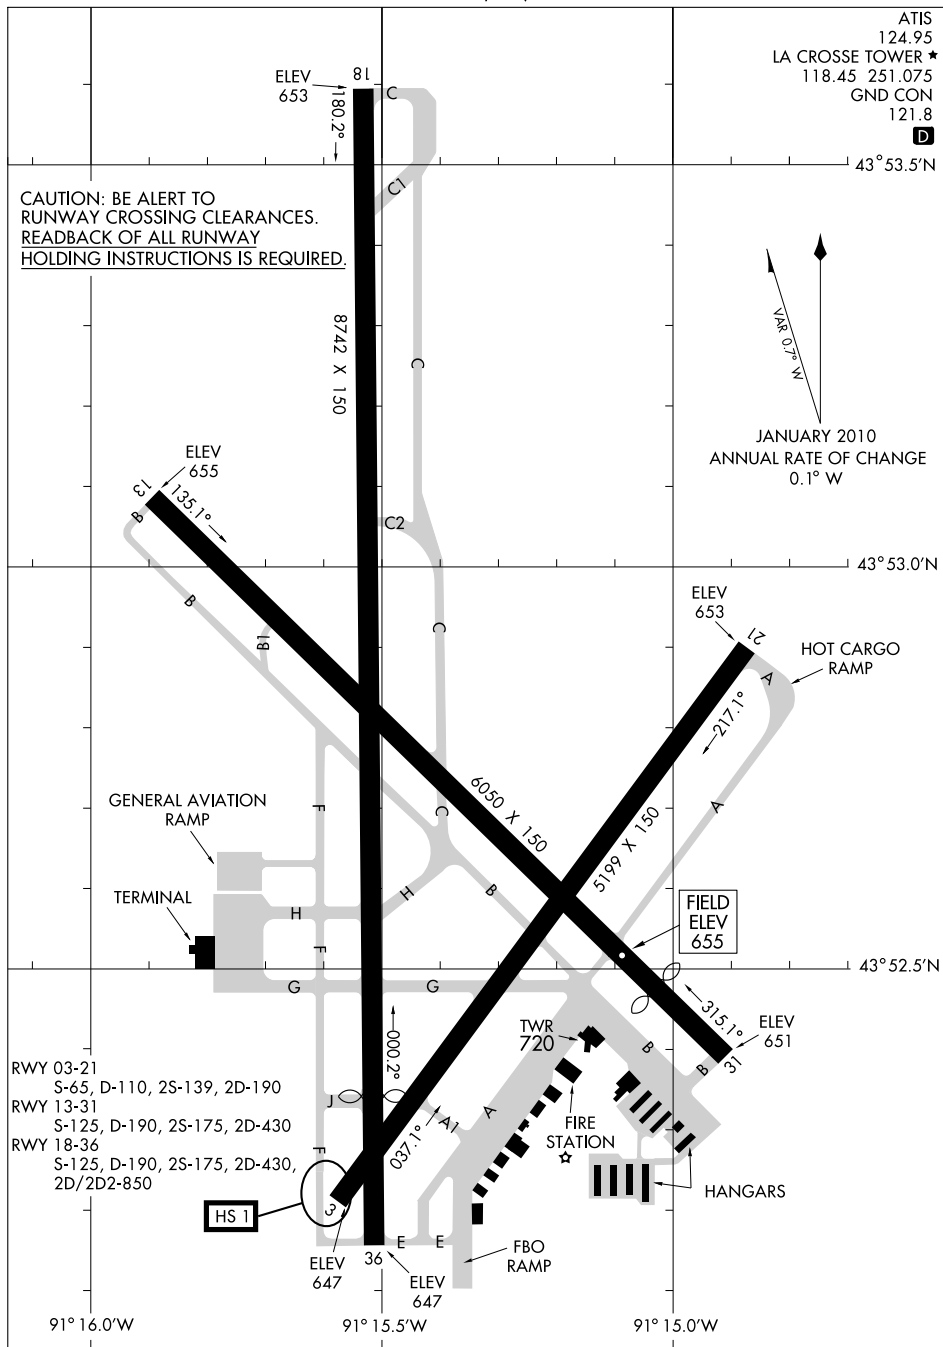 ATIS
124.95
LA CROSSE TOWER ★
118.45 251.075
GND CON
121.8
D
ELEV
653
18
180.2°
C
C1
43°53.5'N
CAUTION: BE ALERT TO
RUNWAY CROSSING CLEARANCES.
READBACK OF ALL RUNWAY
HOLDING INSTRUCTIONS IS REQUIRED.
8742 X 150
C
VAR 0.7° W
JANUARY 2010
ANNUAL RATE OF CHANGE
0.1° W
ELEV
655
13
135.1°
B
C2
43°53.0'N
B
B1
C
ELEV
653
21
HOT CARGO
RAMP
A
217.1°
GENERAL AVIATION
RAMP
F
C
6050 X 150
5199 X 150
A
TERMINAL
H
H
B
F
FIELD
ELEV
655
43°52.5'N
G
G
315.1°
ELEV
651
31
TWR
720
B
B
000.2°
RWY 03-21
S-65, D-110, 2S-139, 2D-190
RWY 13-31
S-125, D-190, 2S-175, 2D-430
RWY 18-36
S-125, D-190, 2S-175, 2D-430,
2D/2D2-850
J
F
037.1°
A1
A
FIRE
STATION
HANGARS
HS 1
3
ELEV
647
36
E
E
ELEV
647
FBO
RAMP
91°16.0'W
91°15.5'W
91°15.0'W